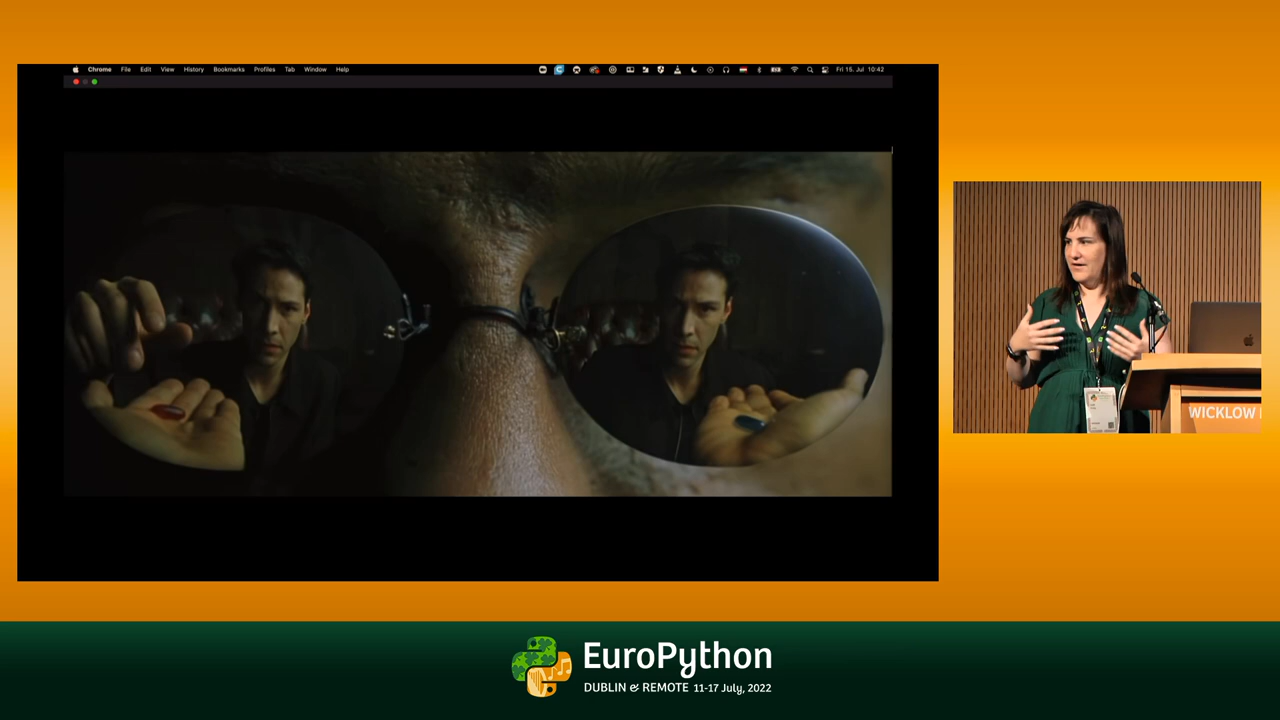 Chrome File Edit View History Bookmarks Profiles Tab Window Help Fri 15. Jul 10:42
WICKLOW
EuroPython
DUBLIN & REMOTE 11-17 July, 2022